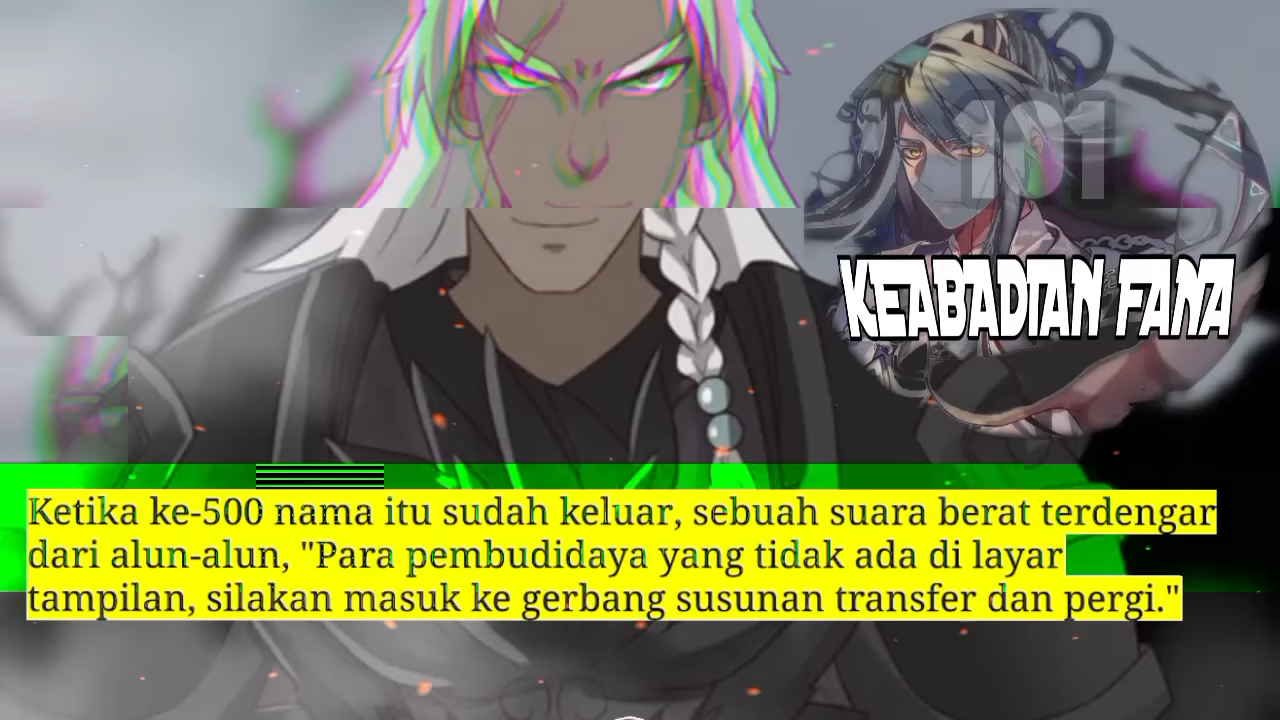 101
KEABADIAN FANA
Ketika ke-500 nama itu sudah keluar, sebuah suara berat terdengar
dari alun-alun, "Para pembudidaya yang tidak ada di layar
tampilan, silakan masuk ke gerbang susunan transfer dan pergi."